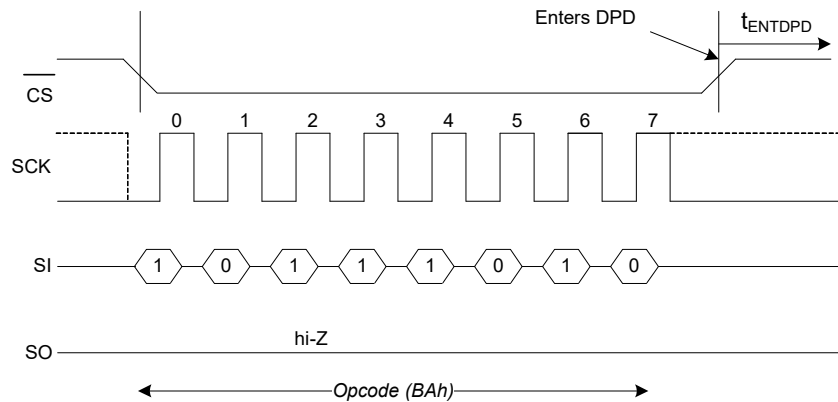 Enters DPD
tENTDPD
CS
0 1 2 3 4 5 6 7
SCK
SI 1 0 1 1 1 0 1 0
hi-Z
SO
Opcode (BAh)